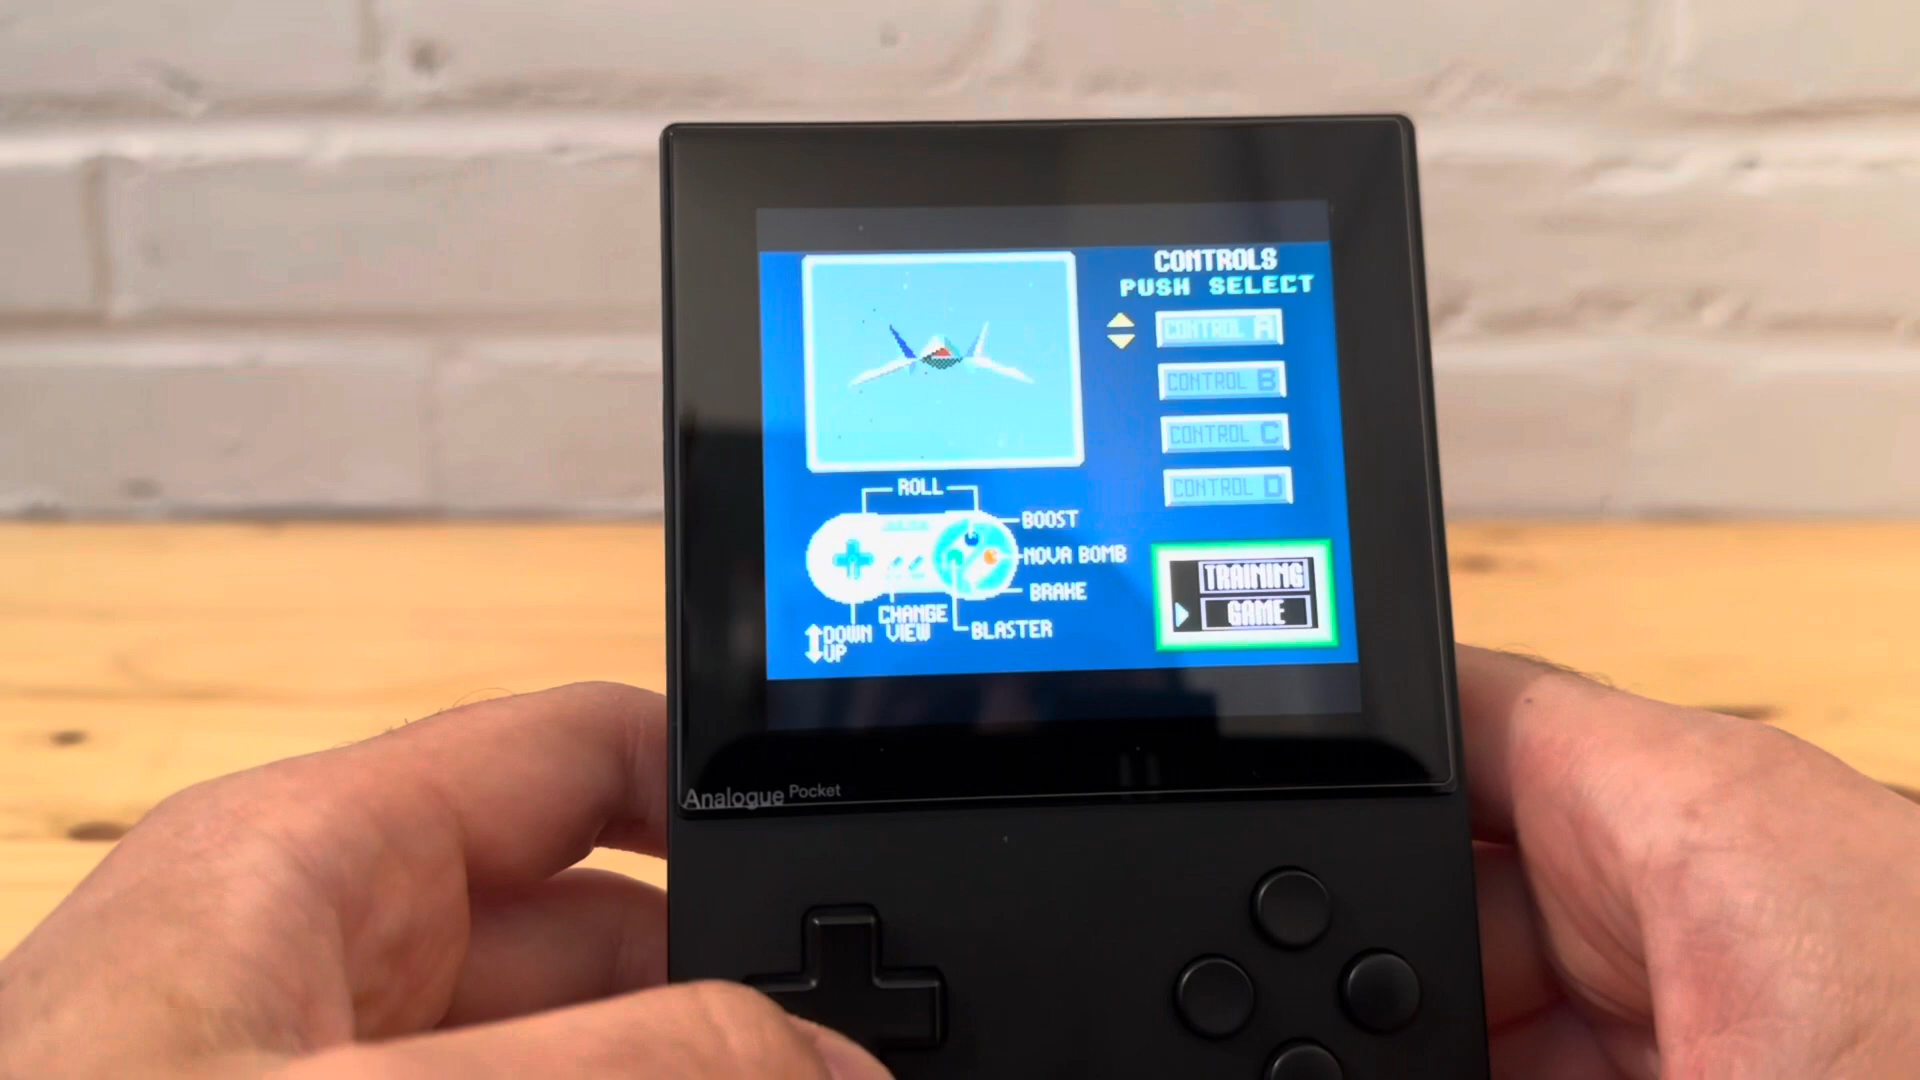 CONTROLS
PUSH SELECT
CONTROL A
CONTROL B
CONTROL C
CONTROL D
ROLL
BOOST
NOVA BOMB
BRAKE
BLASTER
CHANGE
VIEW
DOWN
UP
TRAINING
GAME
Analogue Pocket